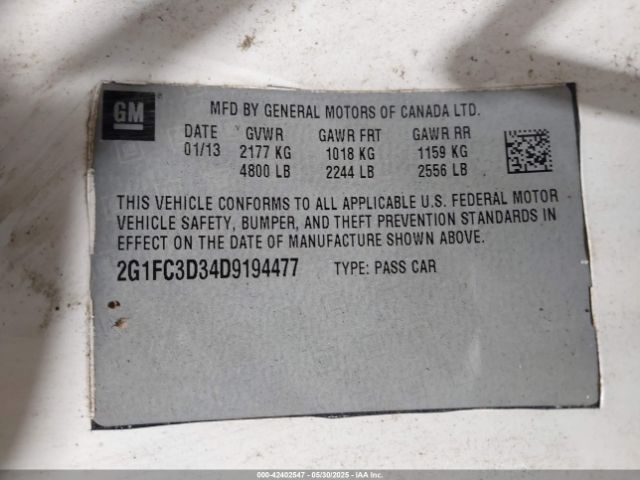 GM
MFD BY GENERAL MOTORS OF CANADA LTD.
DATE GVWR GAWR FRT GAWR RR
01/13 2177 KG 1018 KG 1159 KG
4800 LB 2244 LB 2556 LB
THIS VEHICLE CONFORMS TO ALL APPLICABLE U.S. FEDERAL MOTOR
VEHICLE SAFETY, BUMPER, AND THEFT PREVENTION STANDARDS IN
EFFECT ON THE DATE OF MANUFACTURE SHOWN ABOVE.
2G1FC3D34D9194477 TYPE: PASS CAR
000-42402547 - 05/30/2025 - IAAI.COM